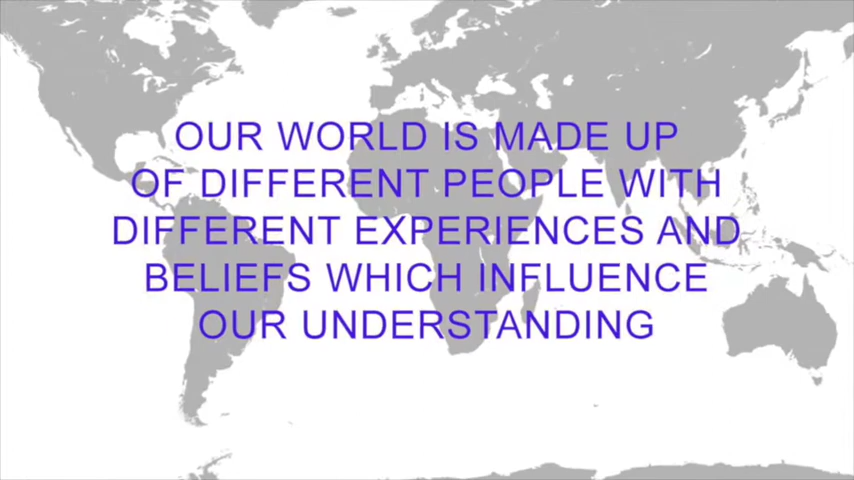 OUR WORLD IS MADE UP
OF DIFFERENT PEOPLE WITH
DIFFERENT EXPERIENCES AND
BELIEFS WHICH INFLUENCE
OUR UNDERSTANDING